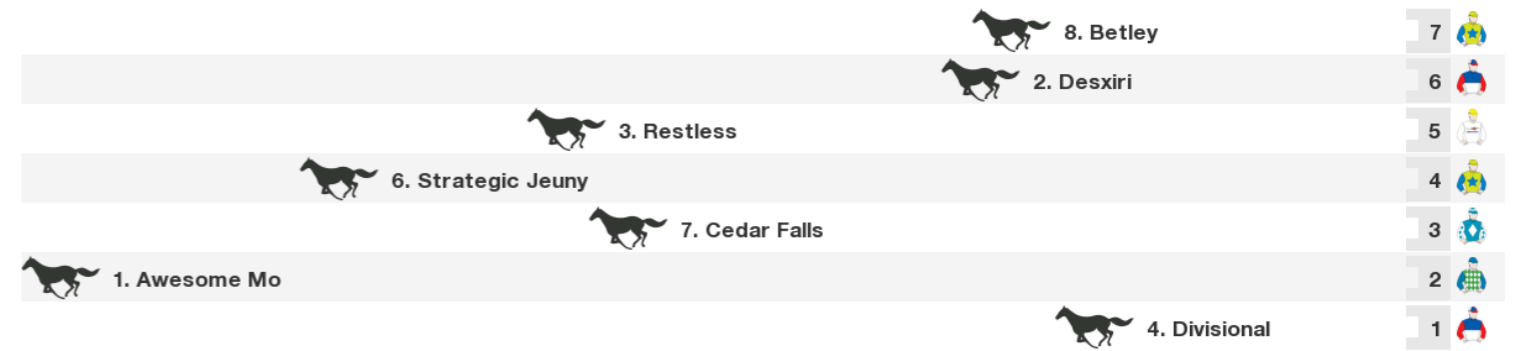 8. Betley 7
2. Desxiri 6
3. Restless 5
6. Strategic Jeuny 4
7. Cedar Falls 3
1. Awesome Mo 2
4. Divisional 1